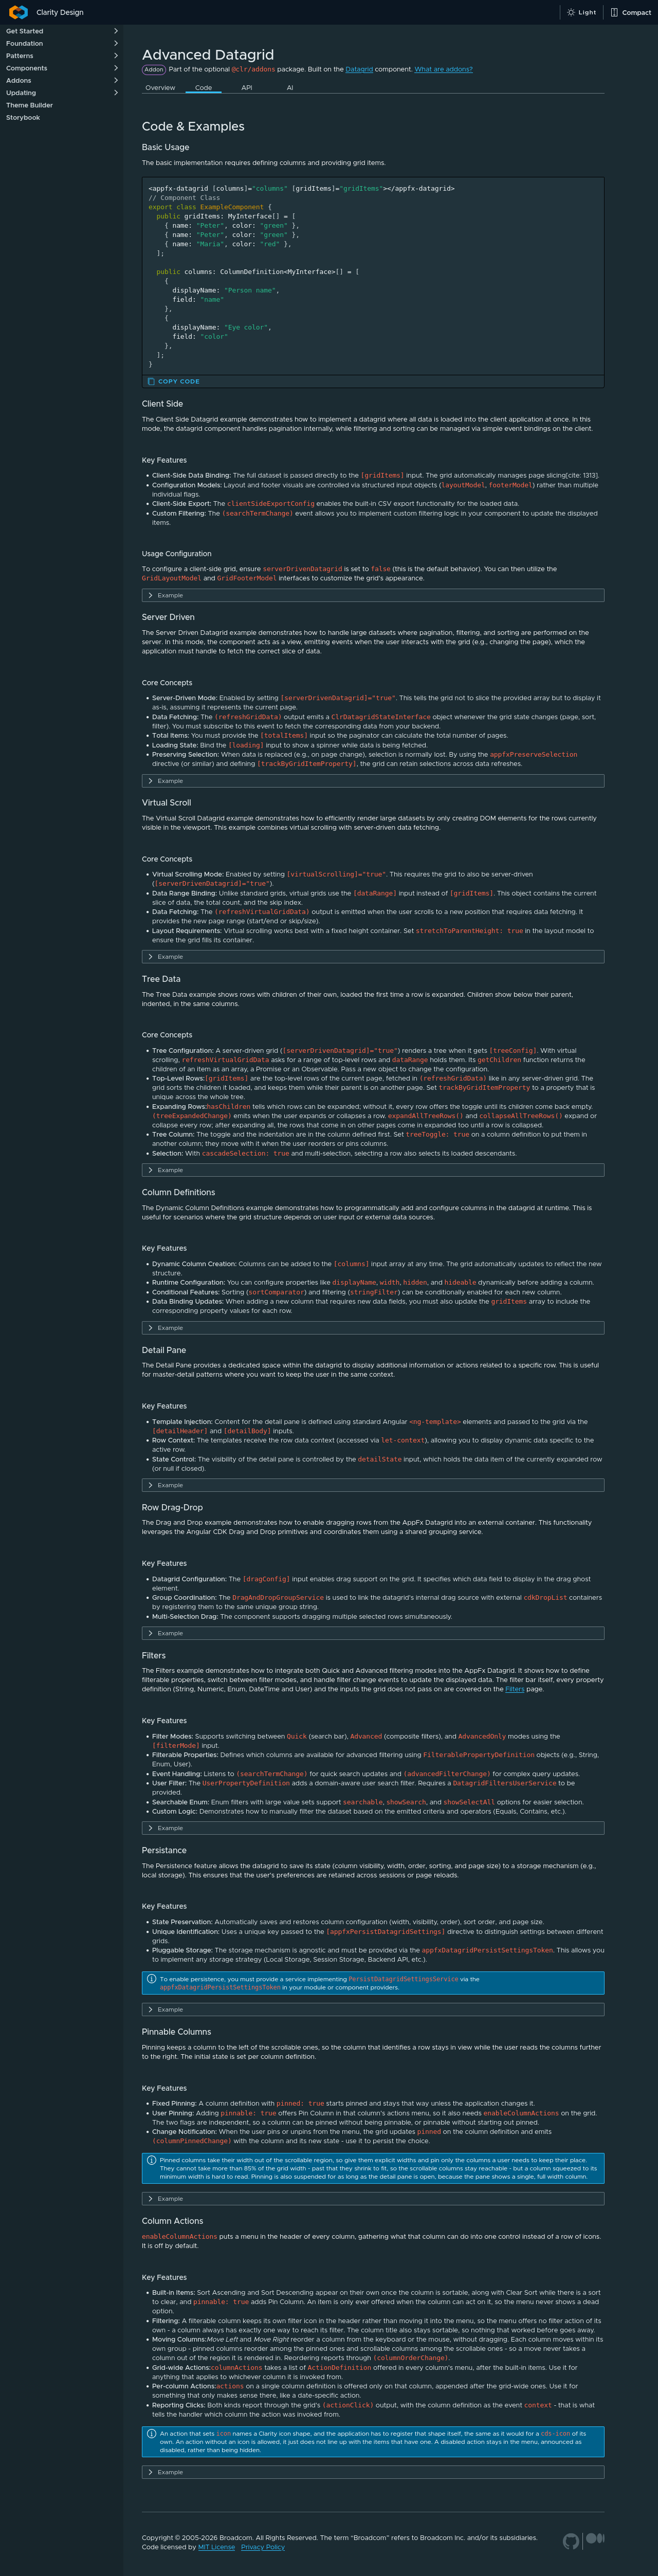 Clarity Design
Light
Compact
Get Started
Foundation
Patterns
Components
Addons
Updating
Theme Builder
Storybook
Advanced Datagrid
Addon Part of the optional @clr/addons package. Built on the Datagrid component. What are addons?
Overview Code API AI
Code & Examples
Basic Usage
The basic implementation requires defining columns and providing grid items.
<appfx-datagrid [columns]="columns" [gridItems]="gridItems"></appfx-datagrid>
// Component Class
export class ExampleComponent {
public gridItems: MyInterface[] = [
{ name: "Peter", color: "green" },
{ name: "Peter", color: "green" },
{ name: "Maria", color: "red" },
];
public columns: ColumnDefinition<MyInterface>[] = [
{
displayName: "Person name",
field: "name"
},
{
displayName: "Eye color",
field: "color"
},
];
}
COPY CODE
Client Side
The Client Side Datagrid example demonstrates how to implement a datagrid where all data is loaded into the client application at once. In this
mode, the datagrid component handles pagination internally, while filtering and sorting can be managed via simple event bindings on the client.
Key Features
• Client-Side Data Binding: The full dataset is passed directly to the [gridItems] input. The grid automatically manages page slicing[cite: 1313].
• Configuration Models: Layout and footer visuals are controlled via structured input objects (layoutModel, footerModel) rather than multiple
individual flags.
• Client-Side Export: The clientSideExportConfig enables the built-in CSV export functionality for the loaded data.
• Custom Filtering: The (searchTermChange) event allows you to implement custom filtering logic in your component to update the displayed
items.
Usage Configuration
To configure a client-side grid, ensure serverDrivenDatagrid is set to false (this is the default behavior). You can then utilize the
GridLayoutModel and GridFooterModel interfaces to customize the grid's appearance.
Example
Server Driven
The Server Driven Datagrid example demonstrates how to handle large datasets where pagination, filtering, and sorting are performed on the
server. In this mode, the component acts as a view, emitting events when the user interacts with the grid (e.g., changing the page), which the
application must handle to fetch the correct slice of data.
Core Concepts
• Server-Driven Mode: Enabled by setting [serverDrivenDatagrid]="true". This tells the grid not to slice the provided array but to display it
as-is, assuming it represents the current page.
• Data Fetching: The (refreshGridData) output emits a ClrDatagridStateInterface object whenever the grid state changes (page, sort,
filter). You must subscribe to this event to fetch the corresponding data from your backend.
• Total Items: You must provide the [totalItems] input so the paginator can calculate the total number of pages.
• Loading State: Bind the [loading] input to show a spinner while data is being fetched.
• Preserving Selection: When data is replaced (e.g., on page change), selection is normally lost. By using the appfxPreserveSelection
directive (or similar) and defining [trackByGridItemProperty], the grid can retain selections across data refreshes.
Example
Virtual Scroll
The Virtual Scroll Datagrid example demonstrates how to efficiently render large datasets by only creating DOM elements for the rows currently
visible in the viewport. This example combines virtual scrolling with server-driven data fetching.
Core Concepts
• Virtual Scrolling Mode: Enabled by setting [virtualScrolling]="true". This requires the grid to also be server-driven
([serverDrivenDatagrid]="true").
• Data Range Binding: Unlike standard grids, virtual grids use the [dataRange] input instead of [gridItems]. This object contains the current
slice of data, the total count, and the skip index.
• Data Fetching: The (refreshVirtualGridData) output is emitted when the user scrolls to a new position that requires data fetching. It
provides the new page range (start/end or skip/size).
• Layout Requirements: Virtual scrolling works best with a fixed height container. Set stretchToParentHeight: true in the layout model to
ensure the grid fills its container.
Example
Tree Data
The Tree Data example shows rows with children of their own, loaded the first time a row is expanded. Children show below their parent,
indented, in the same columns.
Core Concepts
• Tree Configuration: A server-driven grid ([serverDrivenDatagrid]="true") renders a tree when it gets [treeConfig]. With virtual
scrolling, refreshVirtualGridData asks for a range of top-level rows and dataRange holds them. Its getChildren function returns the
children of an item as an array, a Promise or an Observable. Pass a new object to change the configuration.
• Top-Level Rows:[gridItems] are the top-level rows of the current page, fetched in (refreshGridData) like in any server-driven grid. The
grid sorts the children it loaded, and keeps them while their parent is on another page. Set trackByGridItemProperty to a property that is
unique across the whole tree.
• Expanding Rows:hasChildren tells which rows can be expanded; without it, every row offers the toggle until its children come back empty.
(treeExpandedChange) emits when the user expands or collapses a row. expandAllTreeRows() and collapseAllTreeRows() expand or
collapse every row; after expanding all, the rows that come in on other pages come in expanded too until a row is collapsed.
• Tree Column: The toggle and the indentation are in the column defined first. Set treeToggle: true on a column definition to put them in
another column; they move with it when the user reorders or pins columns.
• Selection: With cascadeSelection: true and multi-selection, selecting a row also selects its loaded descendants.
Example
Column Definitions
The Dynamic Column Definitions example demonstrates how to programmatically add and configure columns in the datagrid at runtime. This is
useful for scenarios where the grid structure depends on user input or external data sources.
Key Features
• Dynamic Column Creation: Columns can be added to the [columns] input array at any time. The grid automatically updates to reflect the new
structure.
• Runtime Configuration: You can configure properties like displayName, width, hidden, and hideable dynamically before adding a column.
• Conditional Features: Sorting (sortComparator) and filtering (stringFilter) can be conditionally enabled for each new column.
• Data Binding Updates: When adding a new column that requires new data fields, you must also update the gridItems array to include the
corresponding property values for each row.
Example
Detail Pane
The Detail Pane provides a dedicated space within the datagrid to display additional information or actions related to a specific row. This is useful
for master-detail patterns where you want to keep the user in the same context.
Key Features
• Template Injection: Content for the detail pane is defined using standard Angular <ng-template> elements and passed to the grid via the
[detailHeader] and [detailBody] inputs.
• Row Context: The templates receive the row data context (accessed via let-context), allowing you to display dynamic data specific to the
active row.
• State Control: The visibility of the detail pane is controlled by the detailState input, which holds the data item of the currently expanded row
(or null if closed).
Example
Row Drag-Drop
The Drag and Drop example demonstrates how to enable dragging rows from the AppFx Datagrid into an external container. This functionality
leverages the Angular CDK Drag and Drop primitives and coordinates them using a shared grouping service.
Key Features
• Datagrid Configuration: The [dragConfig] input enables drag support on the grid. It specifies which data field to display in the drag ghost
element.
• Group Coordination: The DragAndDropGroupService is used to link the datagrid's internal drag source with external cdkDropList containers
by registering them to the same unique group string.
• Multi-Selection Drag: The component supports dragging multiple selected rows simultaneously.
Example
Filters
The Filters example demonstrates how to integrate both Quick and Advanced filtering modes into the AppFx Datagrid. It shows how to define
filterable properties, switch between filter modes, and handle filter change events to update the displayed data. The filter bar itself, every property
definition (String, Numeric, Enum, DateTime and User) and the inputs the grid does not pass on are covered on the Filters page.
Key Features
• Filter Modes: Supports switching between Quick (search bar), Advanced (composite filters), and AdvancedOnly modes using the
[filterMode] input.
• Filterable Properties: Defines which columns are available for advanced filtering using FilterablePropertyDefinition objects (e.g., String,
Enum, User).
• Event Handling: Listens to (searchTermChange) for quick search updates and (advancedFilterChange) for complex query updates.
• User Filter: The UserPropertyDefinition adds a domain-aware user search filter. Requires a DatagridFiltersUserService to be
provided.
• Searchable Enum: Enum filters with large value sets support searchable, showSearch, and showSelectAll options for easier selection.
• Custom Logic: Demonstrates how to manually filter the dataset based on the emitted criteria and operators (Equals, Contains, etc.).
Example
Persistance
The Persistence feature allows the datagrid to save its state (column visibility, width, order, sorting, and page size) to a storage mechanism (e.g.,
local storage). This ensures that the user's preferences are retained across sessions or page reloads.
Key Features
• State Preservation: Automatically saves and restores column configuration (width, visibility, order), sort order, and page size.
• Unique Identification: Uses a unique key passed to the [appfxPersistDatagridSettings] directive to distinguish settings between different
grids.
• Pluggable Storage: The storage mechanism is agnostic and must be provided via the appfxDatagridPersistSettingsToken. This allows you
to implement any storage strategy (Local Storage, Session Storage, Backend API, etc.).
To enable persistence, you must provide a service implementing PersistDatagridSettingsService via the
appfxDatagridPersistSettingsToken in your module or component providers.
Example
Pinnable Columns
Pinning keeps a column to the left of the scrollable ones, so the column that identifies a row stays in view while the user reads the columns further
to the right. The initial state is set per column definition.
Key Features
• Fixed Pinning: A column definition with pinned: true starts pinned and stays that way unless the application changes it.
• User Pinning: Adding pinnable: true offers Pin Column in that column's actions menu, so it also needs enableColumnActions on the grid.
The two flags are independent, so a column can be pinned without being pinnable, or pinnable without starting out pinned.
• Change Notification: When the user pins or unpins from the menu, the grid updates pinned on the column definition and emits
(columnPinnedChange) with the column and its new state - use it to persist the choice.
Pinned columns take their width out of the scrollable region, so give them explicit widths and pin only the columns a user needs to keep their place.
They cannot take more than 85% of the grid width - past that they shrink to fit, so the scrollable columns stay reachable - but a column squeezed to its
minimum width is hard to read. Pinning is also suspended for as long as the detail pane is open, because the pane shows a single, full width column.
Example
Column Actions
enableColumnActions puts a menu in the header of every column, gathering what that column can do into one control instead of a row of icons.
It is off by default.
Key Features
• Built-in Items: Sort Ascending and Sort Descending appear on their own once the column is sortable, along with Clear Sort while there is a sort
to clear, and pinnable: true adds Pin Column. An item is only ever offered when the column can act on it, so the menu never shows a dead
option.
• Filtering: A filterable column keeps its own filter icon in the header rather than moving it into the menu, so the menu offers no filter action of its
own - a column always has exactly one way to reach its filter. The column title also stays sortable, so nothing that worked before goes away.
• Moving Columns:Move Left and Move Right reorder a column from the keyboard or the mouse, without dragging. Each column moves within its
own group - pinned columns reorder among the pinned ones and scrollable columns among the scrollable ones - so a move never takes a
column out of the region it is rendered in. Reordering reports through (columnOrderChange).
• Grid-wide Actions:columnActions takes a list of ActionDefinition offered in every column's menu, after the built-in items. Use it for
anything that applies to whichever column it is invoked from.
• Per-column Actions:actions on a single column definition is offered only on that column, appended after the grid-wide ones. Use it for
something that only makes sense there, like a date-specific action.
• Reporting Clicks: Both kinds report through the grid's (actionClick) output, with the column definition as the event context - that is what
tells the handler which column the action was invoked from.
An action that sets icon names a Clarity icon shape, and the application has to register that shape itself, the same as it would for a cds-icon of its
own. An action without an icon is allowed, it just does not line up with the items that have one. A disabled action stays in the menu, announced as
disabled, rather than being hidden.
Example
Copyright © 2005-2026 Broadcom. All Rights Reserved. The term “Broadcom” refers to Broadcom Inc. and/or its subsidiaries.
Code licensed by MIT License Privacy Policy